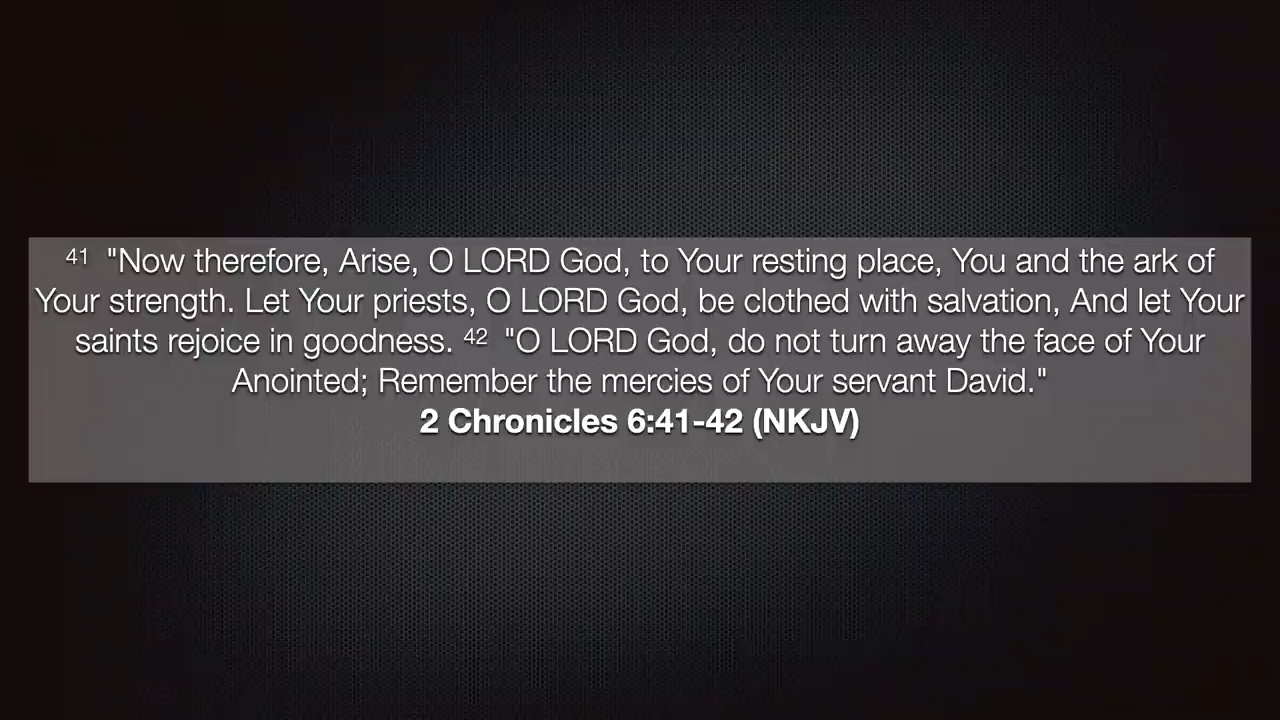 41 "Now therefore, Arise, O LORD God, to Your resting place, You and the ark of
Your strength. Let Your priests, O LORD God, be clothed with salvation, And let Your
saints rejoice in goodness. 42 "O LORD God, do not turn away the face of Your
Anointed; Remember the mercies of Your servant David."
2 Chronicles 6:41-42 (NKJV)